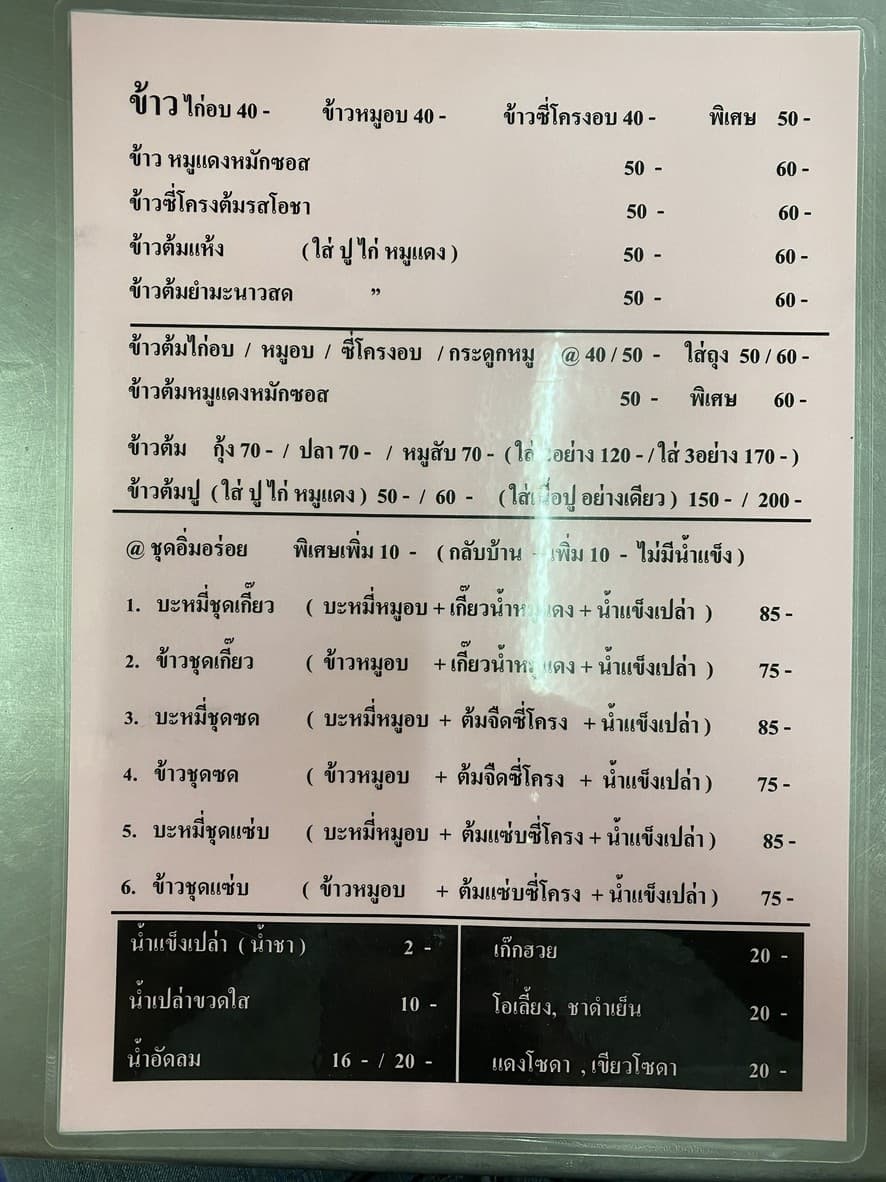 ข้าว ไก่อบ 40 - ข้าวหมูอบ 40 - ข้าวซี่โครงอบ 40 - พิเศษ 50 -
ข้าว หมูแดงหมักซอส 50 - 60 -
ข้าวซี่โครงต้มรสโอชา 50 - 60 -
ข้าวต้มแห้ง ( ใส่ ปู ไก่ หมูแดง ) 50 - 60 -
ข้าวต้มยำมะนาวสด ” 50 - 60 -
ข้าวต้มไก่อบ / หมูอบ / ซี่โครงอบ / กระดูกหมู @ 40 / 50 - ใส่ถุง 50 / 60 -
ข้าวต้มหมูแดงหมักซอส 50 - พิเศษ 60 -
ข้าวต้ม กุ้ง 70 - / ปลา 70 - / หมูสับ 70 - ( ใส่ อย่าง 120 - / ใส่ 3อย่าง 170 - )
ข้าวต้มปู ( ใส่ ปู ไก่ หมูแดง ) 50 - / 60 - ( ใส่เนื้อปู อย่างเดียว ) 150 - / 200 -
@ ชุดอิ่มอร่อย พิเศษเพิ่ม 10 - ( กลับบ้าน - เพิ่ม 10 - ไม่มีน้ำแข็ง )
1. บะหมี่ชุดเกี๊ยว ( บะหมี่หมูอบ + เกี๊ยวน้ำหมูแดง + น้ำแข็งเปล่า ) 85 -
2. ข้าวชุดเกี๊ยว ( ข้าวหมูอบ + เกี๊ยวน้ำหมูแดง + น้ำแข็งเปล่า ) 75 -
3. บะหมี่ชุดซด ( บะหมี่หมูอบ + ต้มจืดซี่โครง + น้ำแข็งเปล่า ) 85 -
4. ข้าวชุดซด ( ข้าวหมูอบ + ต้มจืดซี่โครง + น้ำแข็งเปล่า ) 75 -
5. บะหมี่ชุดแซ่บ ( บะหมี่หมูอบ + ต้มแซ่บซี่โครง + น้ำแข็งเปล่า ) 85 -
6. ข้าวชุดแซ่บ ( ข้าวหมูอบ + ต้มแซ่บซี่โครง + น้ำแข็งเปล่า ) 75 -
น้ำแข็งเปล่า ( น้ำชา ) 2 -
น้ำเปล่าขวดใส 10 -
น้ำอัดลม 16 - / 20 -
เก๊กฮวย 20 -
โอเลี้ยง, ชาดำเย็น 20 -
แดงโซดา , เขียวโซดา 20 -